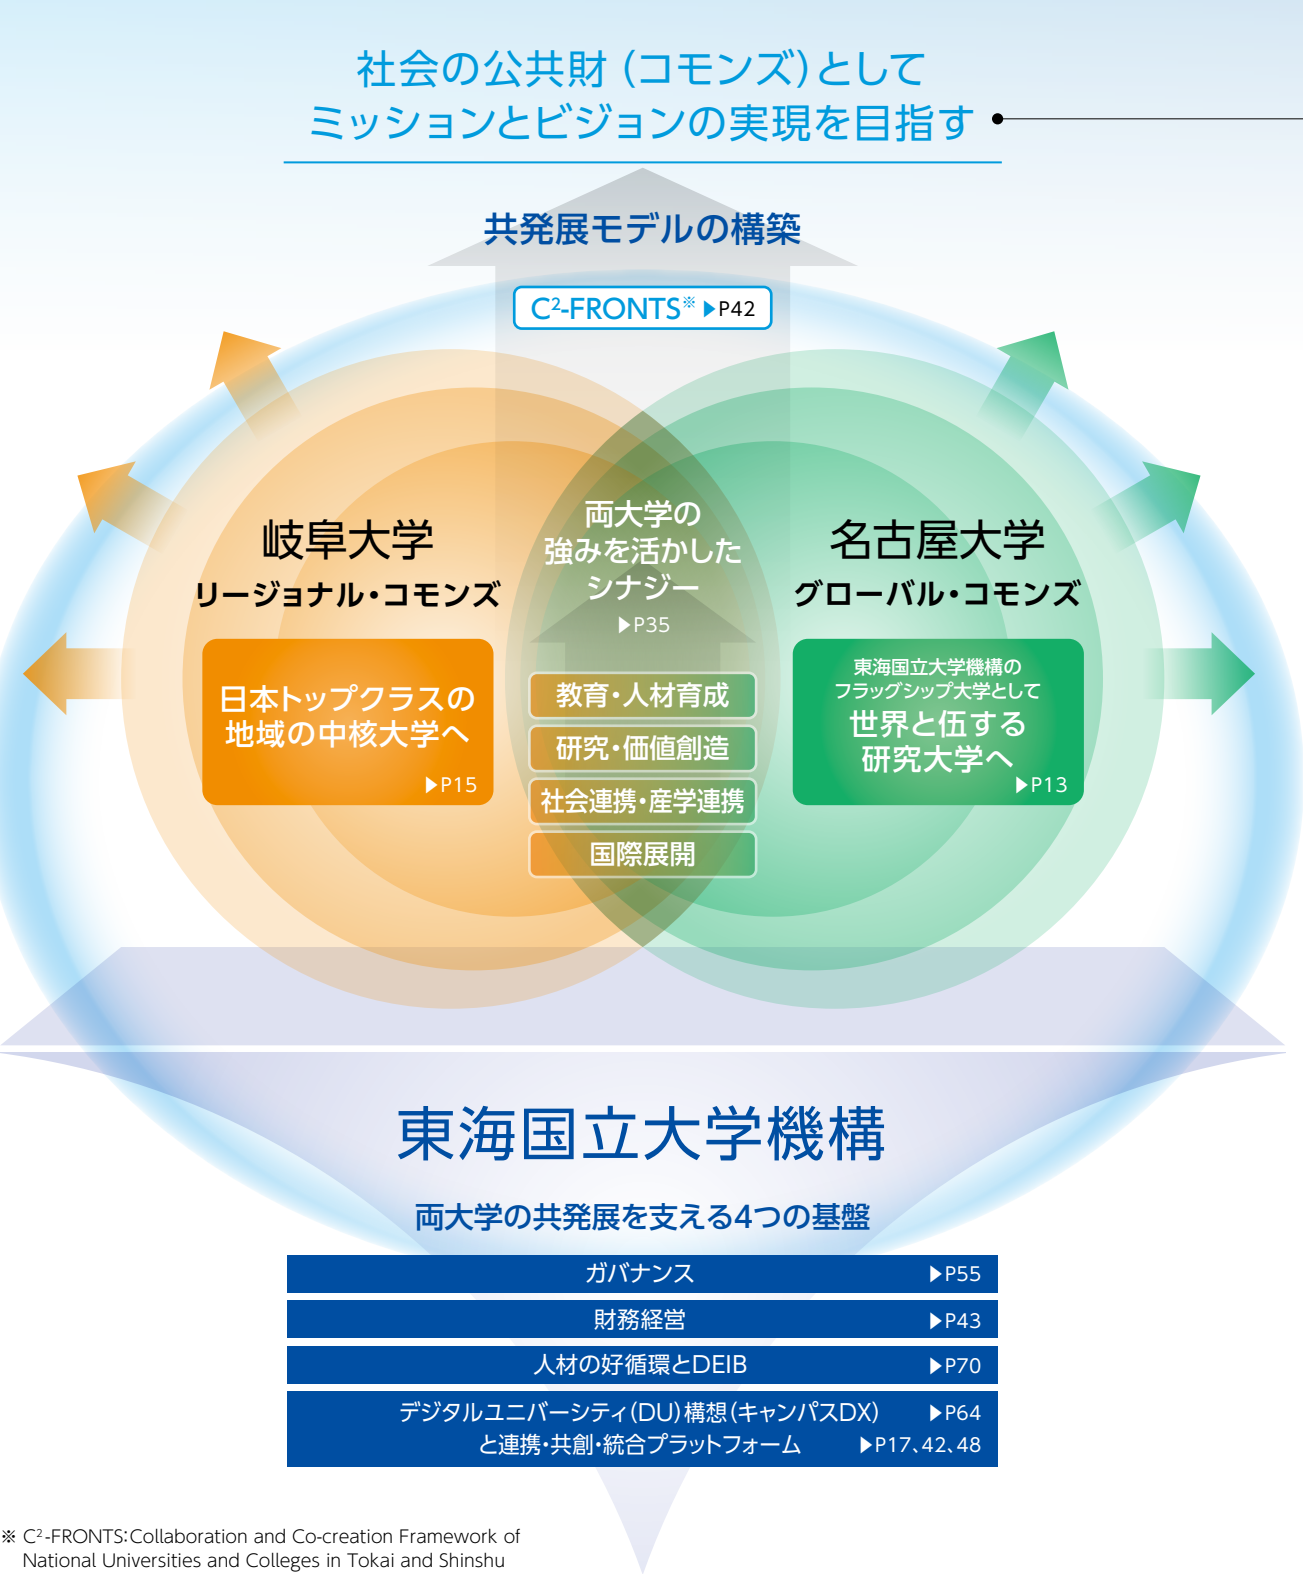 社会の公共財（コモンズ）として
ミッションとビジョンの実現を目指す
共発展モデルの構築
C²-FRONTS※ ▶P42
岐阜大学
リージョナル・コモンズ
日本トップクラスの
地域の中核大学へ
▶P15
両大学の
強みを活かした
シナジー
▶P35
教育・人材育成
研究・価値創造
社会連携・産学連携
国際展開
名古屋大学
グローバル・コモンズ
東海国立大学機構の
フラッグシップ大学として
世界と伍する
研究大学へ
▶P13
東海国立大学機構
両大学の共発展を支える4つの基盤
ガバナンス ▶P55
財務経営 ▶P43
人材の好循環とDEIB ▶P70
デジタルユニバーシティ（DU）構想（キャンパスDX） ▶P64
と連携・共創・統合プラットフォーム ▶P17、42、48
※ C²-FRONTS：Collaboration and Co-creation Framework of
National Universities and Colleges in Tokai and Shinshu